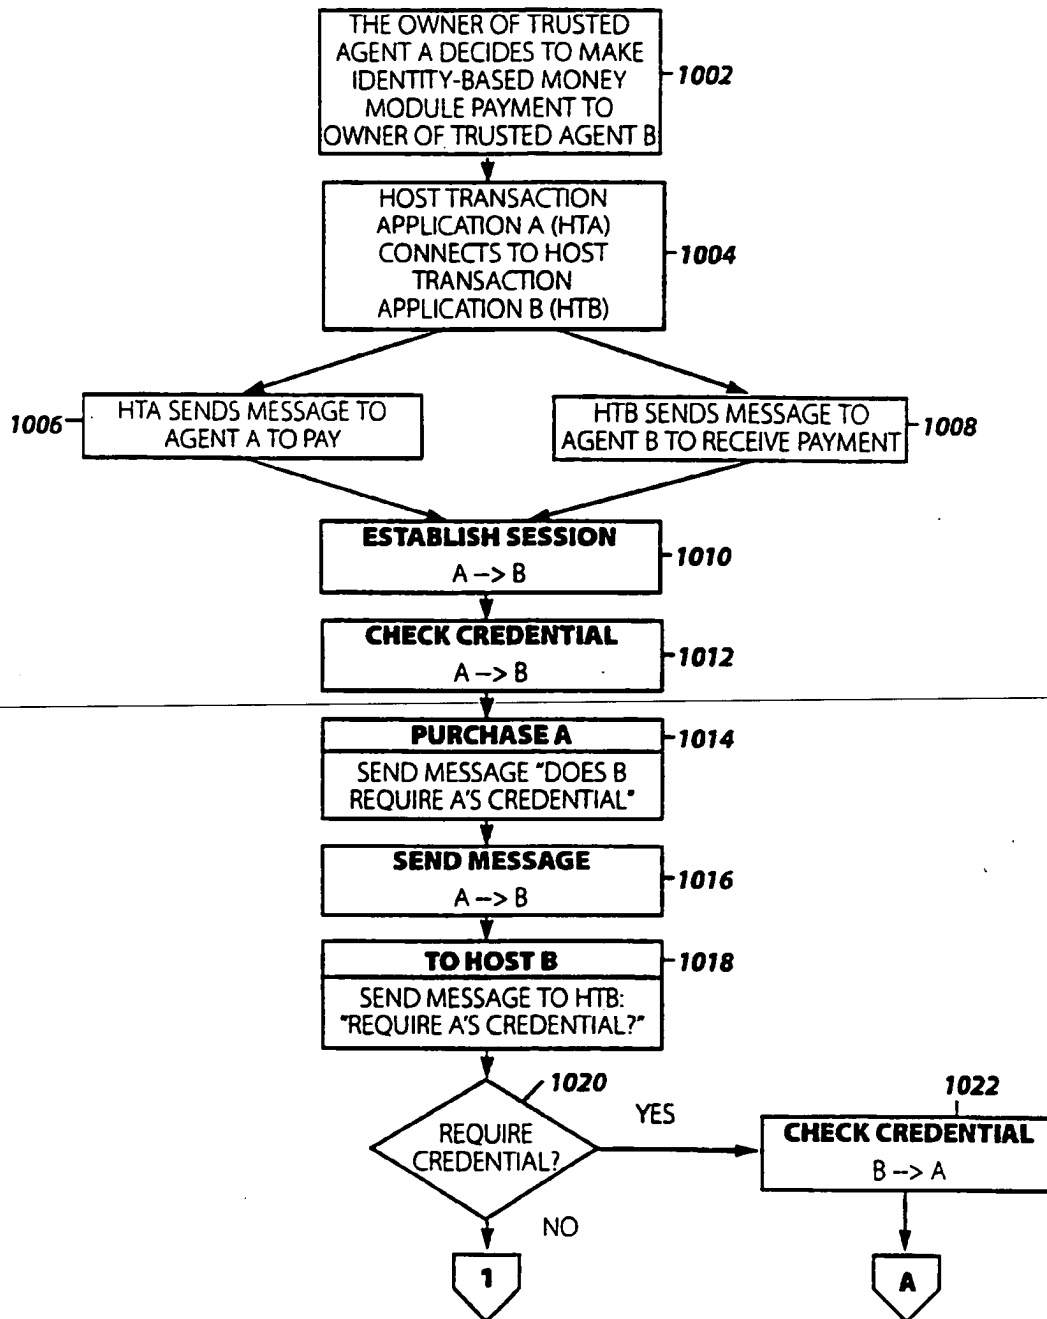 THE OWNER OF TRUSTED
AGENT A DECIDES TO MAKE
IDENTITY-BASED MONEY
MODULE PAYMENT TO
OWNER OF TRUSTED AGENT B
1002
HOST TRANSACTION
APPLICATION A (HTA)
CONNECTS TO HOST
TRANSACTION
APPLICATION B (HTB)
1004
1006
HTA SENDS MESSAGE TO
AGENT A TO PAY
HTB SENDS MESSAGE TO
AGENT B TO RECEIVE PAYMENT
1008
ESTABLISH SESSION
A --> B
1010
CHECK CREDENTIAL
A --> B
1012
PURCHASE A
1014
SEND MESSAGE "DOES B
REQUIRE A'S CREDENTIAL"
SEND MESSAGE
A --> B
1016
TO HOST B
1018
SEND MESSAGE TO HTB:
"REQUIRE A'S CREDENTIAL?"
1020
REQUIRE
CREDENTIAL?
YES
1022
CHECK CREDENTIAL
B --> A
NO
1
A